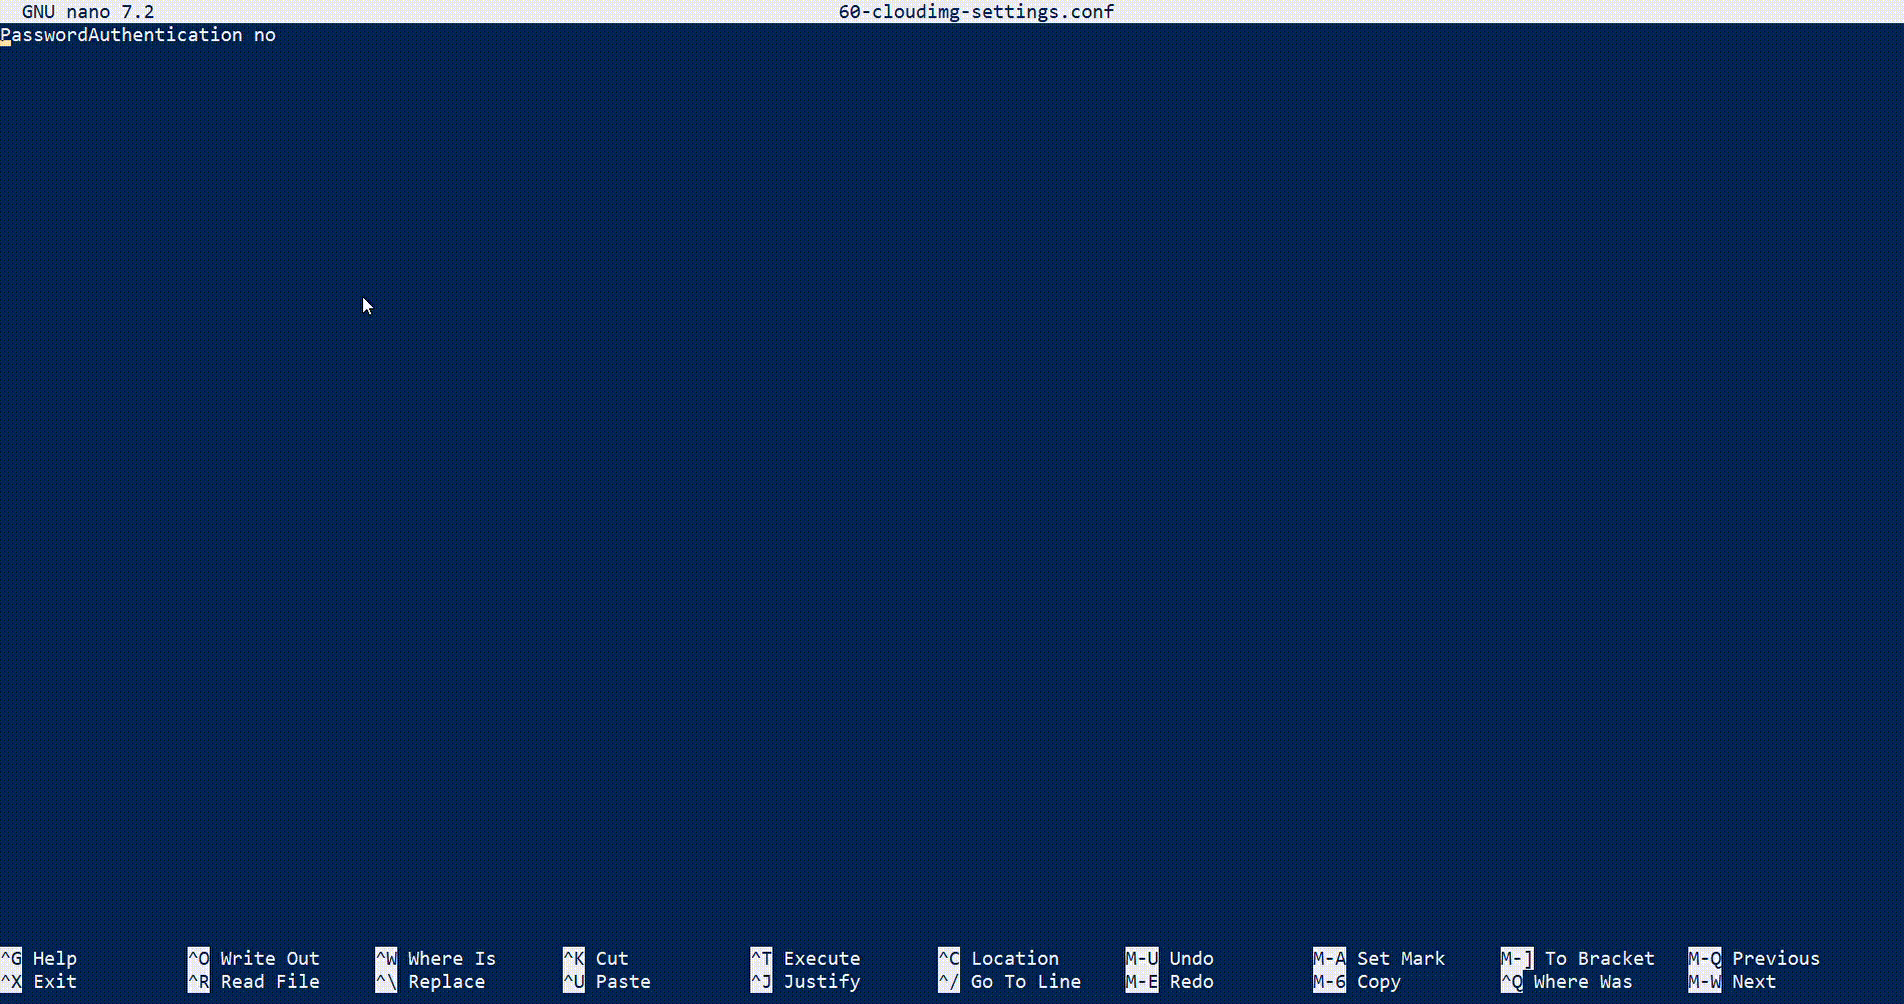 GNU nano 7.2 60-cloudimg-settings.conf
PasswordAuthentication no
^G Help ^O Write Out ^W Where Is ^K Cut ^T Execute ^C Location M-U Undo M-A Set Mark M-] To Bracket M-Q Previous
^X Exit ^R Read File ^\ Replace ^U Paste ^J Justify ^/ Go To Line M-E Redo M-6 Copy ^Q Where Was M-W Next